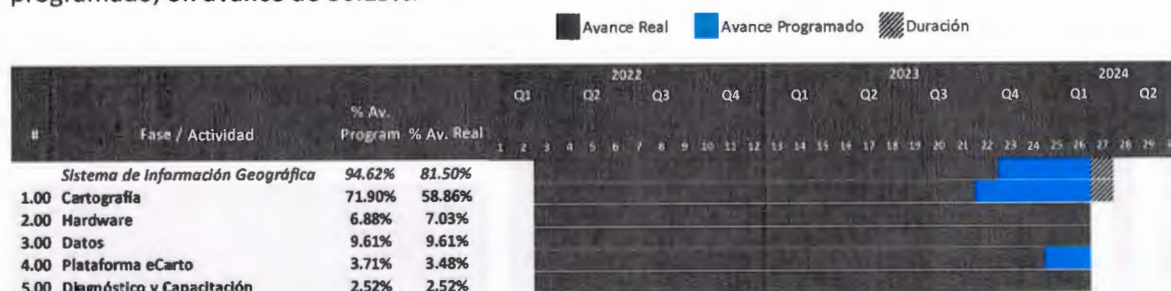 programado, un avance de
Avance Real Avance Programado Duración
2022 2023 2024
Q1 Q2 Q3 Q4 Q1 Q2 Q3 Q4 Q1 Q2
% Av.
# Fase / Actividad Program % Av. Real 1 2 3 4 5 6 7 8 9 10 11 12 13 14 15 16 17 18 19 20 21 22 23 24 25 26 27 28 29
Sistema de Información Geográfica 94.62% 81.50%
1.00 Cartografía 71.90% 58.86%
2.00 Hardware 6.88% 7.03%
3.00 Datos 9.61% 9.61%
4.00 Plataforma eCarto 3.71% 3.48%
5.00 Diagnóstico y Capacitación 2.52% 2.52%